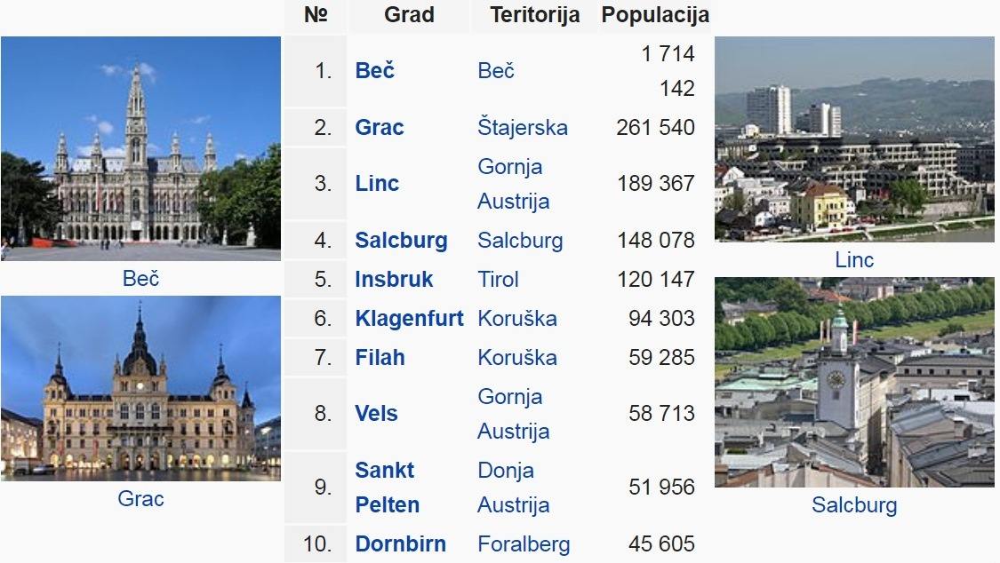 № Grad Teritorija Populacija
1. Beč Beč 1 714
142
2. Grac Štajerska 261 540
3. Linc Gornja
Austrija 189 367
4. Salcburg Salcburg 148 078
5. Insbruk Tirol 120 147
6. Klagenfurt Koruška 94 303
7. Filah Koruška 59 285
8. Vels Gornja
Austrija 58 713
9. Sankt
Pelten Donja
Austrija 51 956
10. Dornbirn Foralberg 45 605
Beč
Grac
Linc
Salcburg